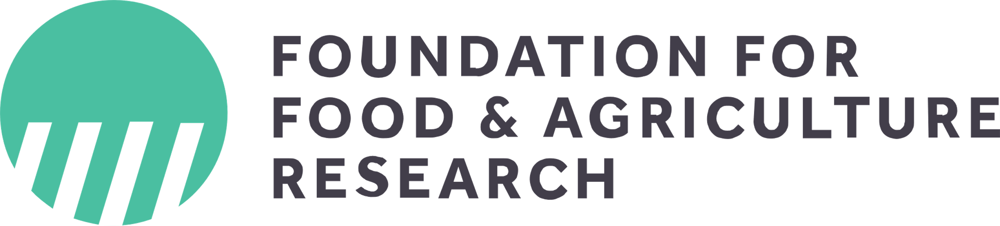 FOUNDATION FOR
FOOD & AGRICULTURE
RESEARCH